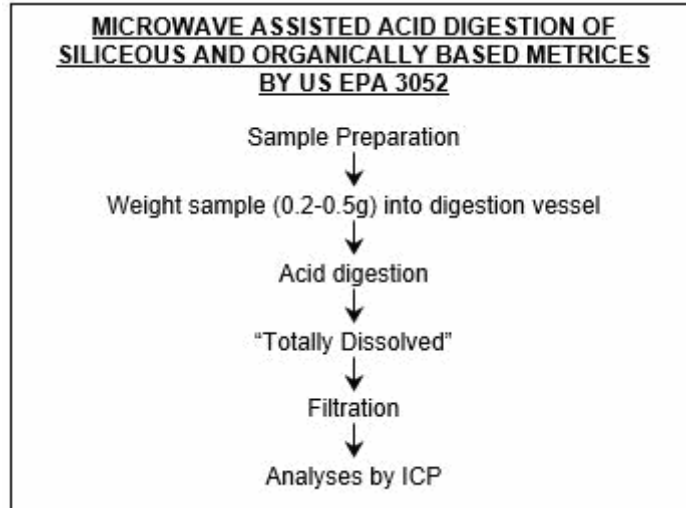 MICROWAVE ASSISTED ACID DIGESTION OF
SILICEOUS AND ORGANICALLY BASED METRICES
BY US EPA 3052
Sample Preparation
Weight sample (0.2-0.5g) into digestion vessel
Acid digestion
“Totally Dissolved”
Filtration
Analyses by ICP